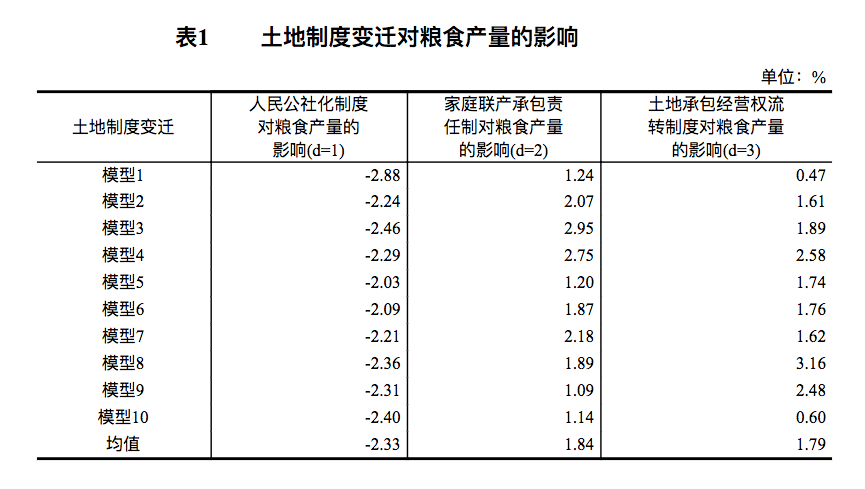 表1 土地制度变迁对粮食产量的影响
单位：%
土地制度变迁
人民公社化制度
对粮食产量的
影响(d=1)
家庭联产承包责
任制对粮食产量
的影响(d=2)
土地承包经营权流
转制度对粮食产量
的影响(d=3)
模型1 -2.88 1.24 0.47
模型2 -2.24 2.07 1.61
模型3 -2.46 2.95 1.89
模型4 -2.29 2.75 2.58
模型5 -2.03 1.20 1.74
模型6 -2.09 1.87 1.76
模型7 -2.21 2.18 1.62
模型8 -2.36 1.89 3.16
模型9 -2.31 1.09 2.48
模型10 -2.40 1.14 0.60
均值 -2.33 1.84 1.79